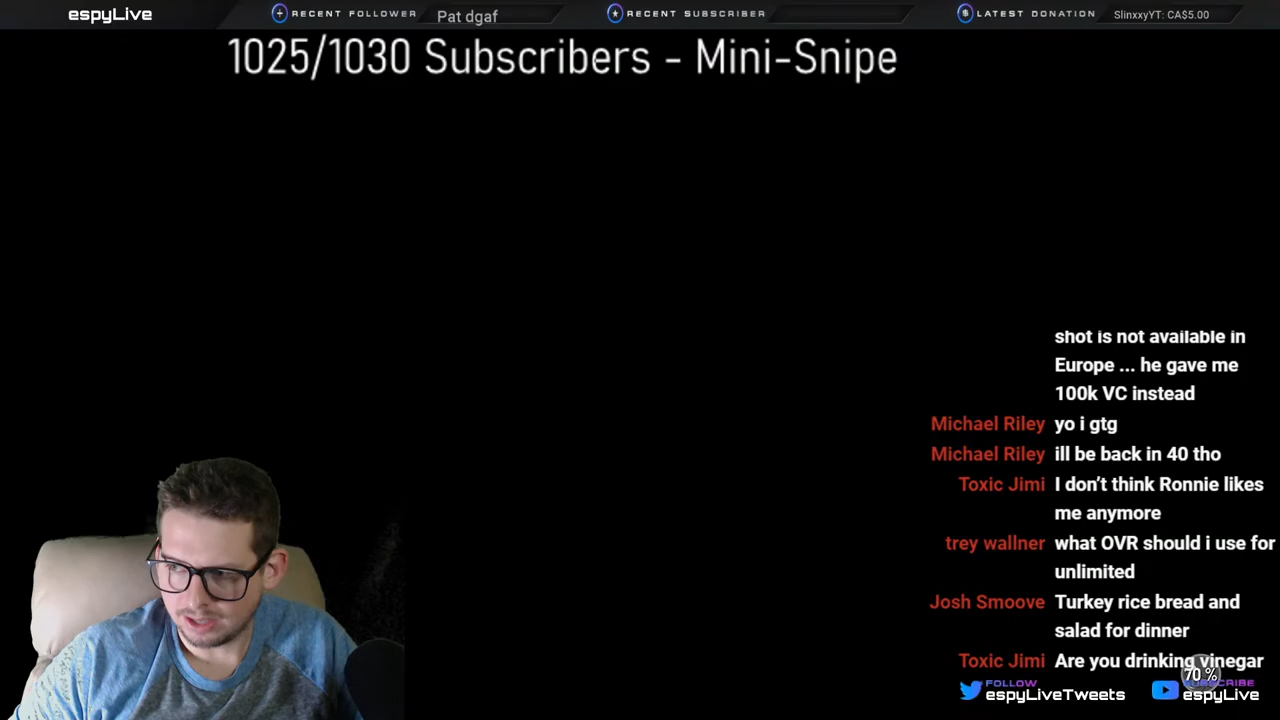 espyLive
RECENT FOLLOWER
Pat dgaf
RECENT SUBSCRIBER
LATEST DONATION
SlinxxyYT: CA$5.00
1025/1030 Subscribers - Mini-Snipe
shot is not available in
Europe ... he gave me
100k VC instead
Michael Riley yo i gtg
Michael Riley ill be back in 40 tho
Toxic Jimi I don't think Ronnie likes
me anymore
trey wallner what OVR should i use for
unlimited
Josh Smoove Turkey rice bread and
salad for dinner
Toxic Jimi Are you drinking vinegar
70 %
FOLLOW
espyLiveTweets
SUBSCRIBE
espyLive